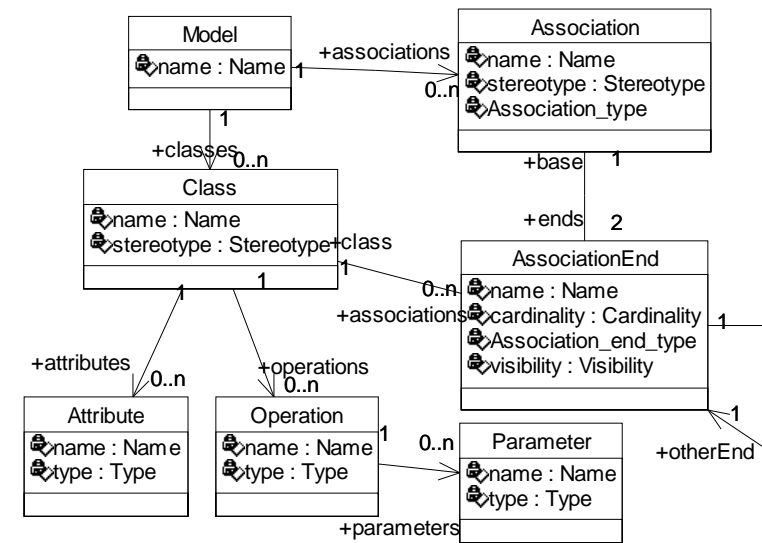 Model
name : Name
1
+associations
0..n
Association
name : Name
stereotype : Stereotype
Association_type
1
+classes
0..n
1
+base
+ends
2
Class
name : Name
stereotype : Stereotype
+class
1
0..n
+associations
AssociationEnd
name : Name
cardinality : Cardinality
Association_end_type
visibility : Visibility
1
1
1
+attributes
0..n
+operations
0..n
1
+otherEnd
Attribute
name : Name
type : Type
Operation
name : Name
type : Type
1
0..n
+parameters
Parameter
name : Name
type : Type